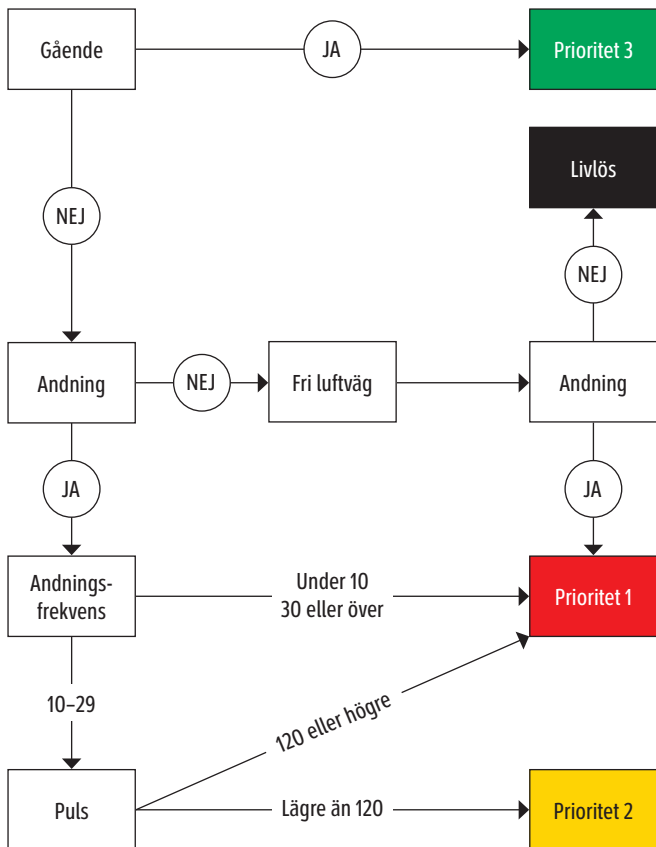 Gående
JA
Prioritet 3
Livlös
NEJ
NEJ
Andning
NEJ
Fri luftväg
Andning
JA
JA
Andnings-
frekvens
Under 10
30 eller över
Prioritet 1
10–29
120 eller högre
Puls
Lägre än 120
Prioritet 2